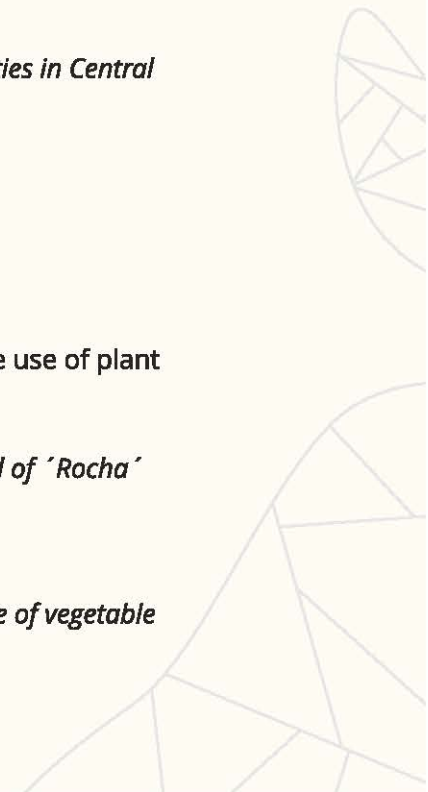 ties in Central
e use of plant
d of ´Rocha´
e of vegetable